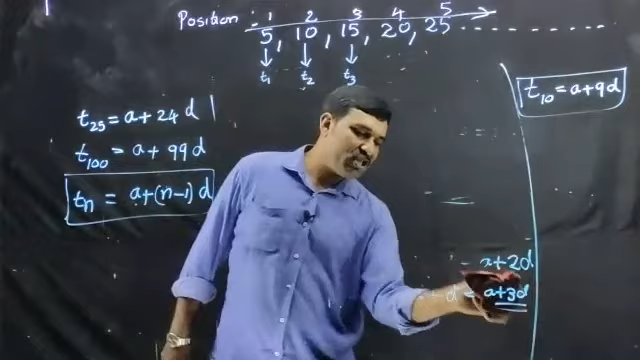 Position 1 2 3 4 5
5, 10, 15, 20, 25 ...............
t1 t2 t3
t10 = a+9d
t25 = a+24d
t100 = a+99d
tn = a+(n-1)d
+2d
d = a+3d